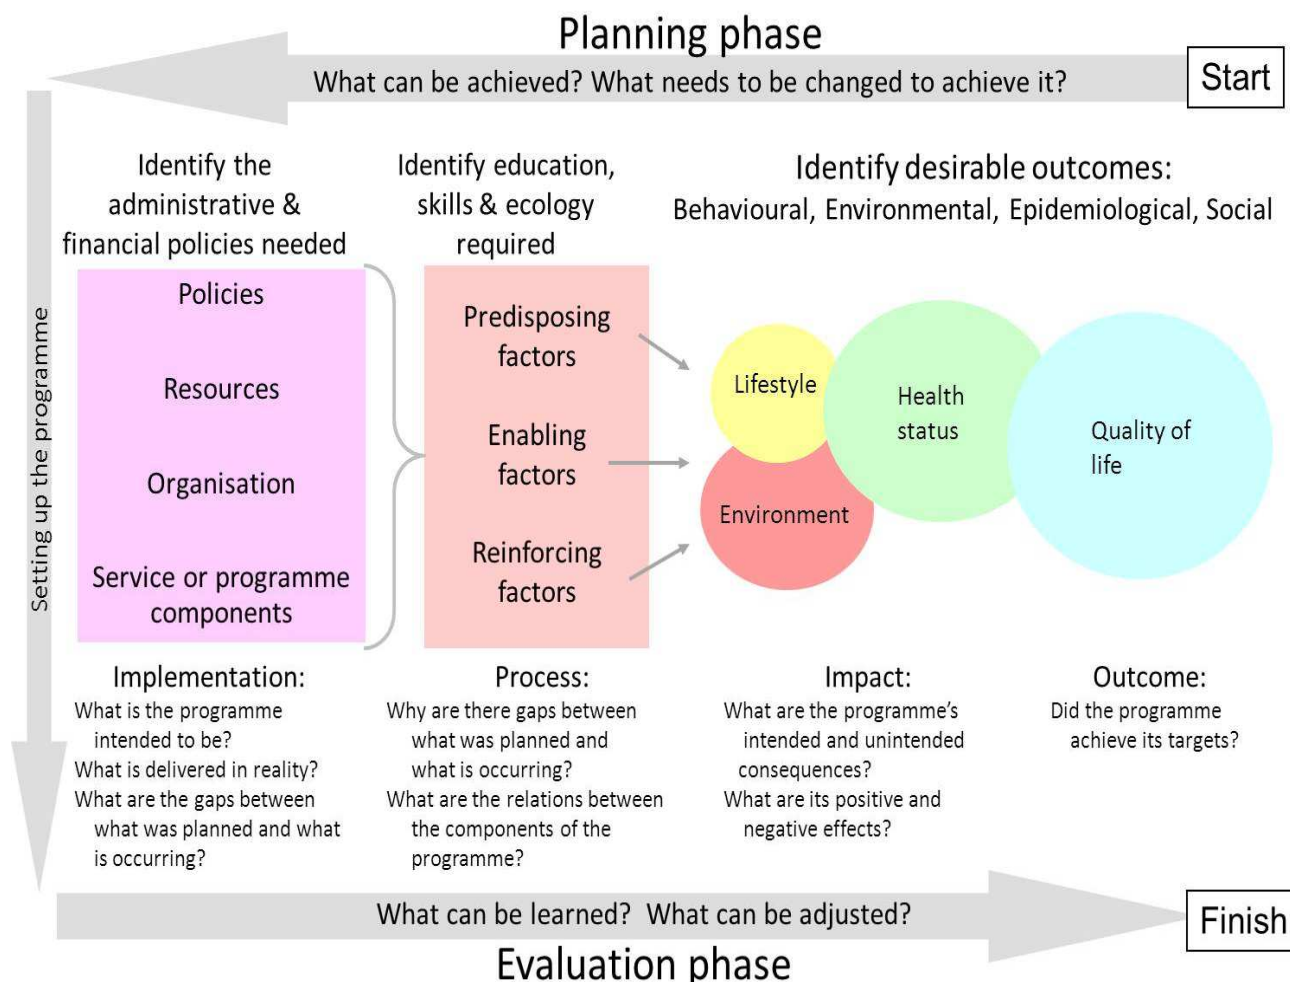 Planning phase
What can be achieved? What needs to be changed to achieve it?
Start
Setting up the programme
Identify the
administrative &
financial policies needed
Policies
Resources
Organisation
Service or programme
components
Identify education,
skills & ecology
required
Predisposing
factors
Enabling
factors
Reinforcing
factors
Identify desirable outcomes:
Behavioural, Environmental, Epidemiological, Social
Lifestyle
Environment
Health
status
Quality of
life
Implementation:
What is the programme
intended to be?
What is delivered in reality?
What are the gaps between
what was planned and what
is occurring?
Process:
Why are there gaps between
what was planned and
what is occurring?
What are the relations between
the components of the
programme?
Impact:
What are the programme's
intended and unintended
consequences?
What are its positive and
negative effects?
Outcome:
Did the programme
achieve its targets?
What can be learned?  What can be adjusted?
Finish
Evaluation phase